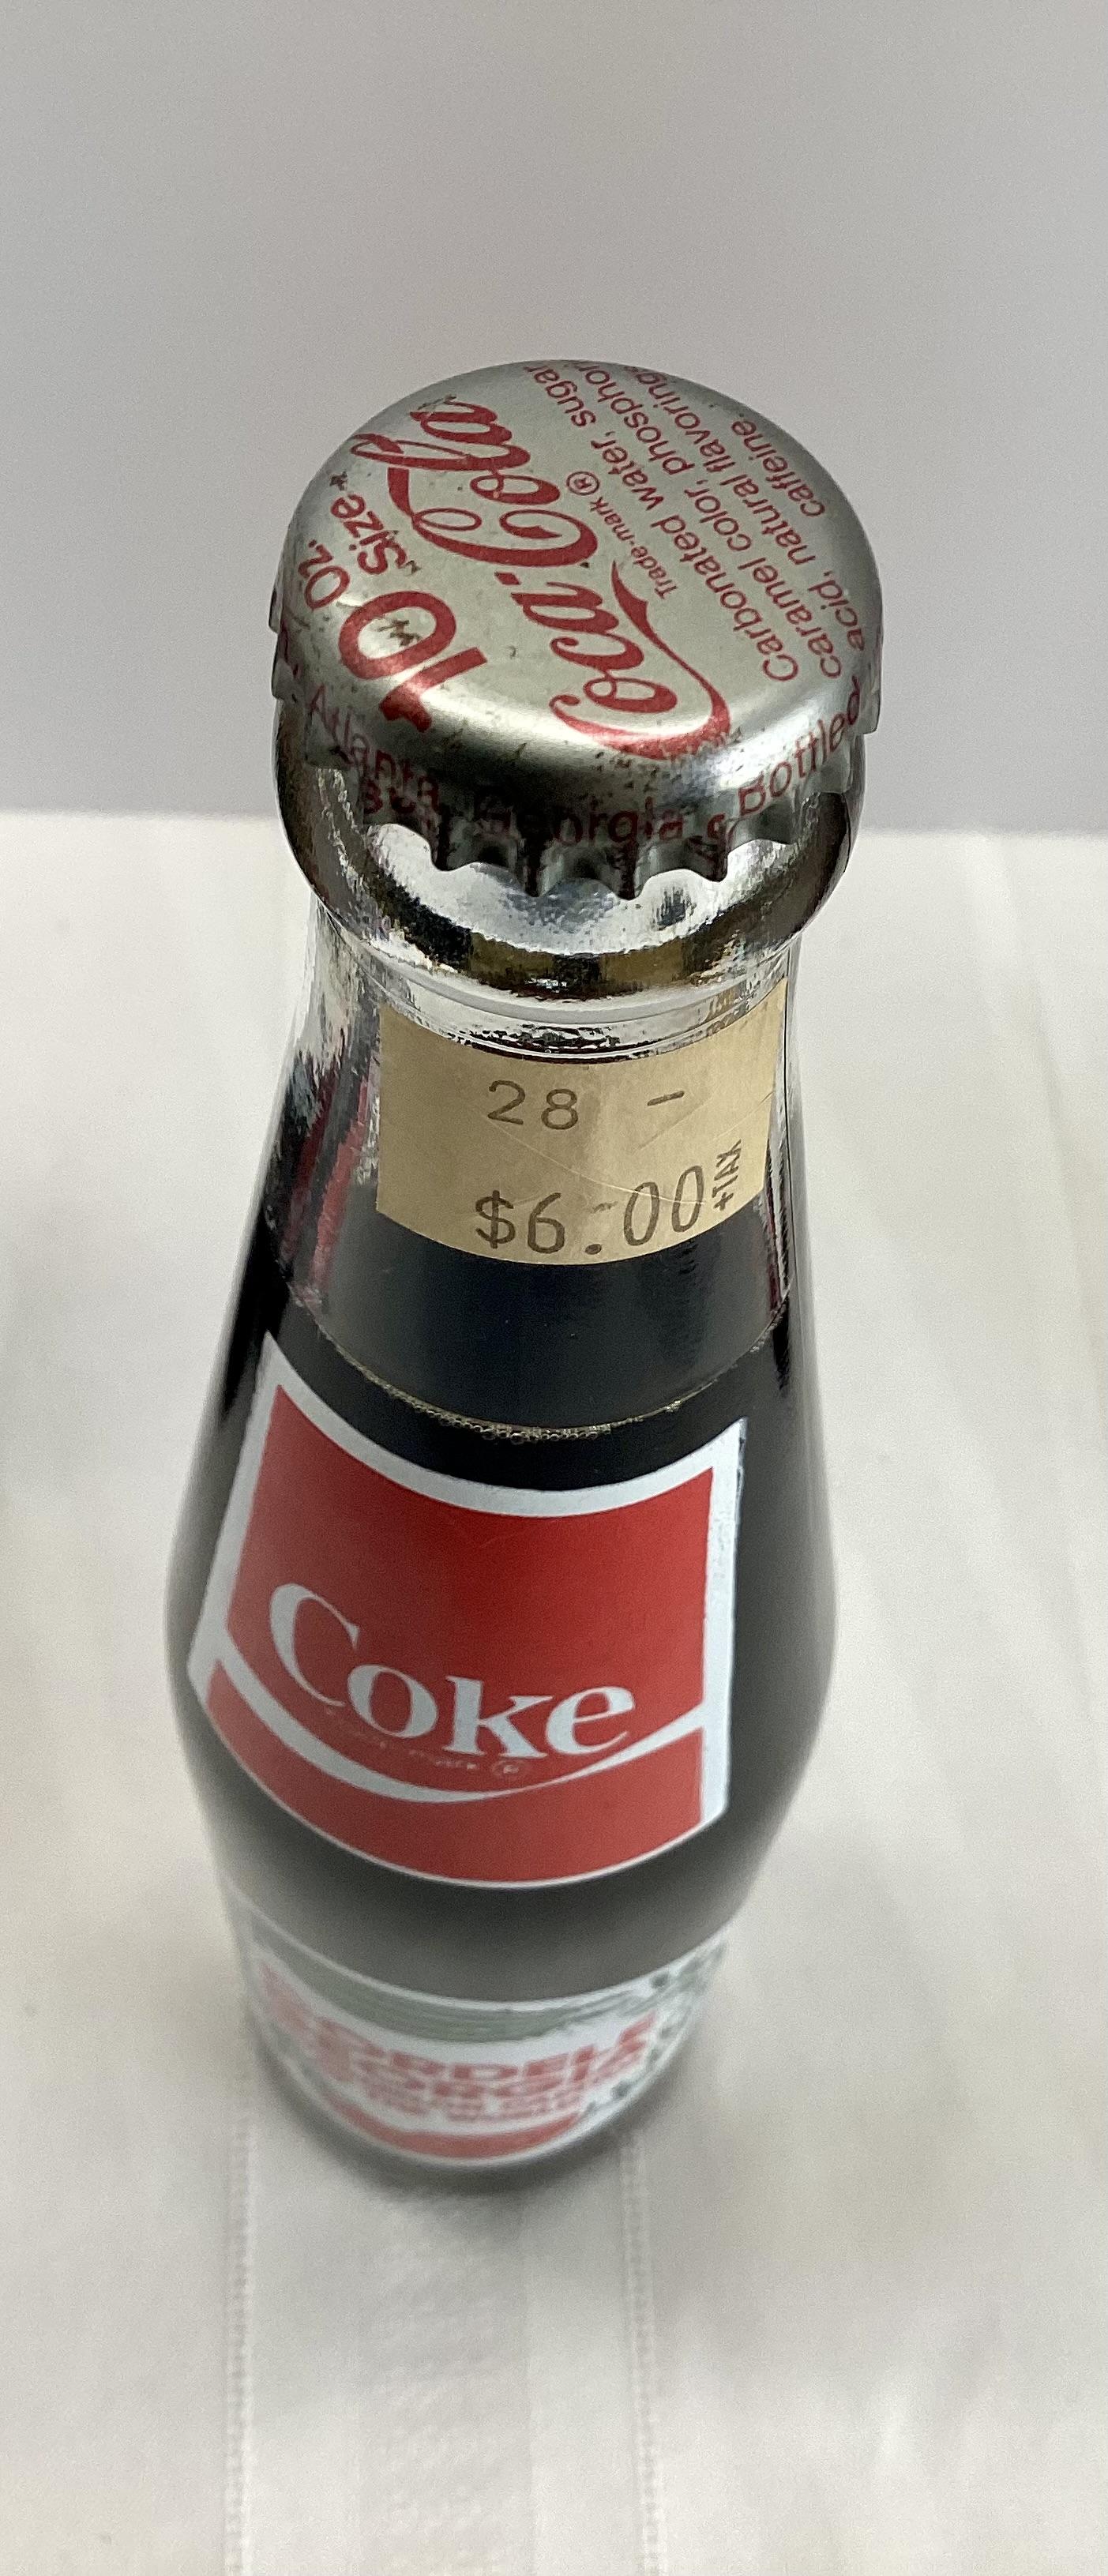 10 Oz.
Size
Coca-Cola
Trade-mark ®
Carbonated water, sugar
caramel color, phosphor
acid, natural flavorings
caffeine.
Atlanta, Georgia
Bottled
28 -
$6.00 +TAX
Coke